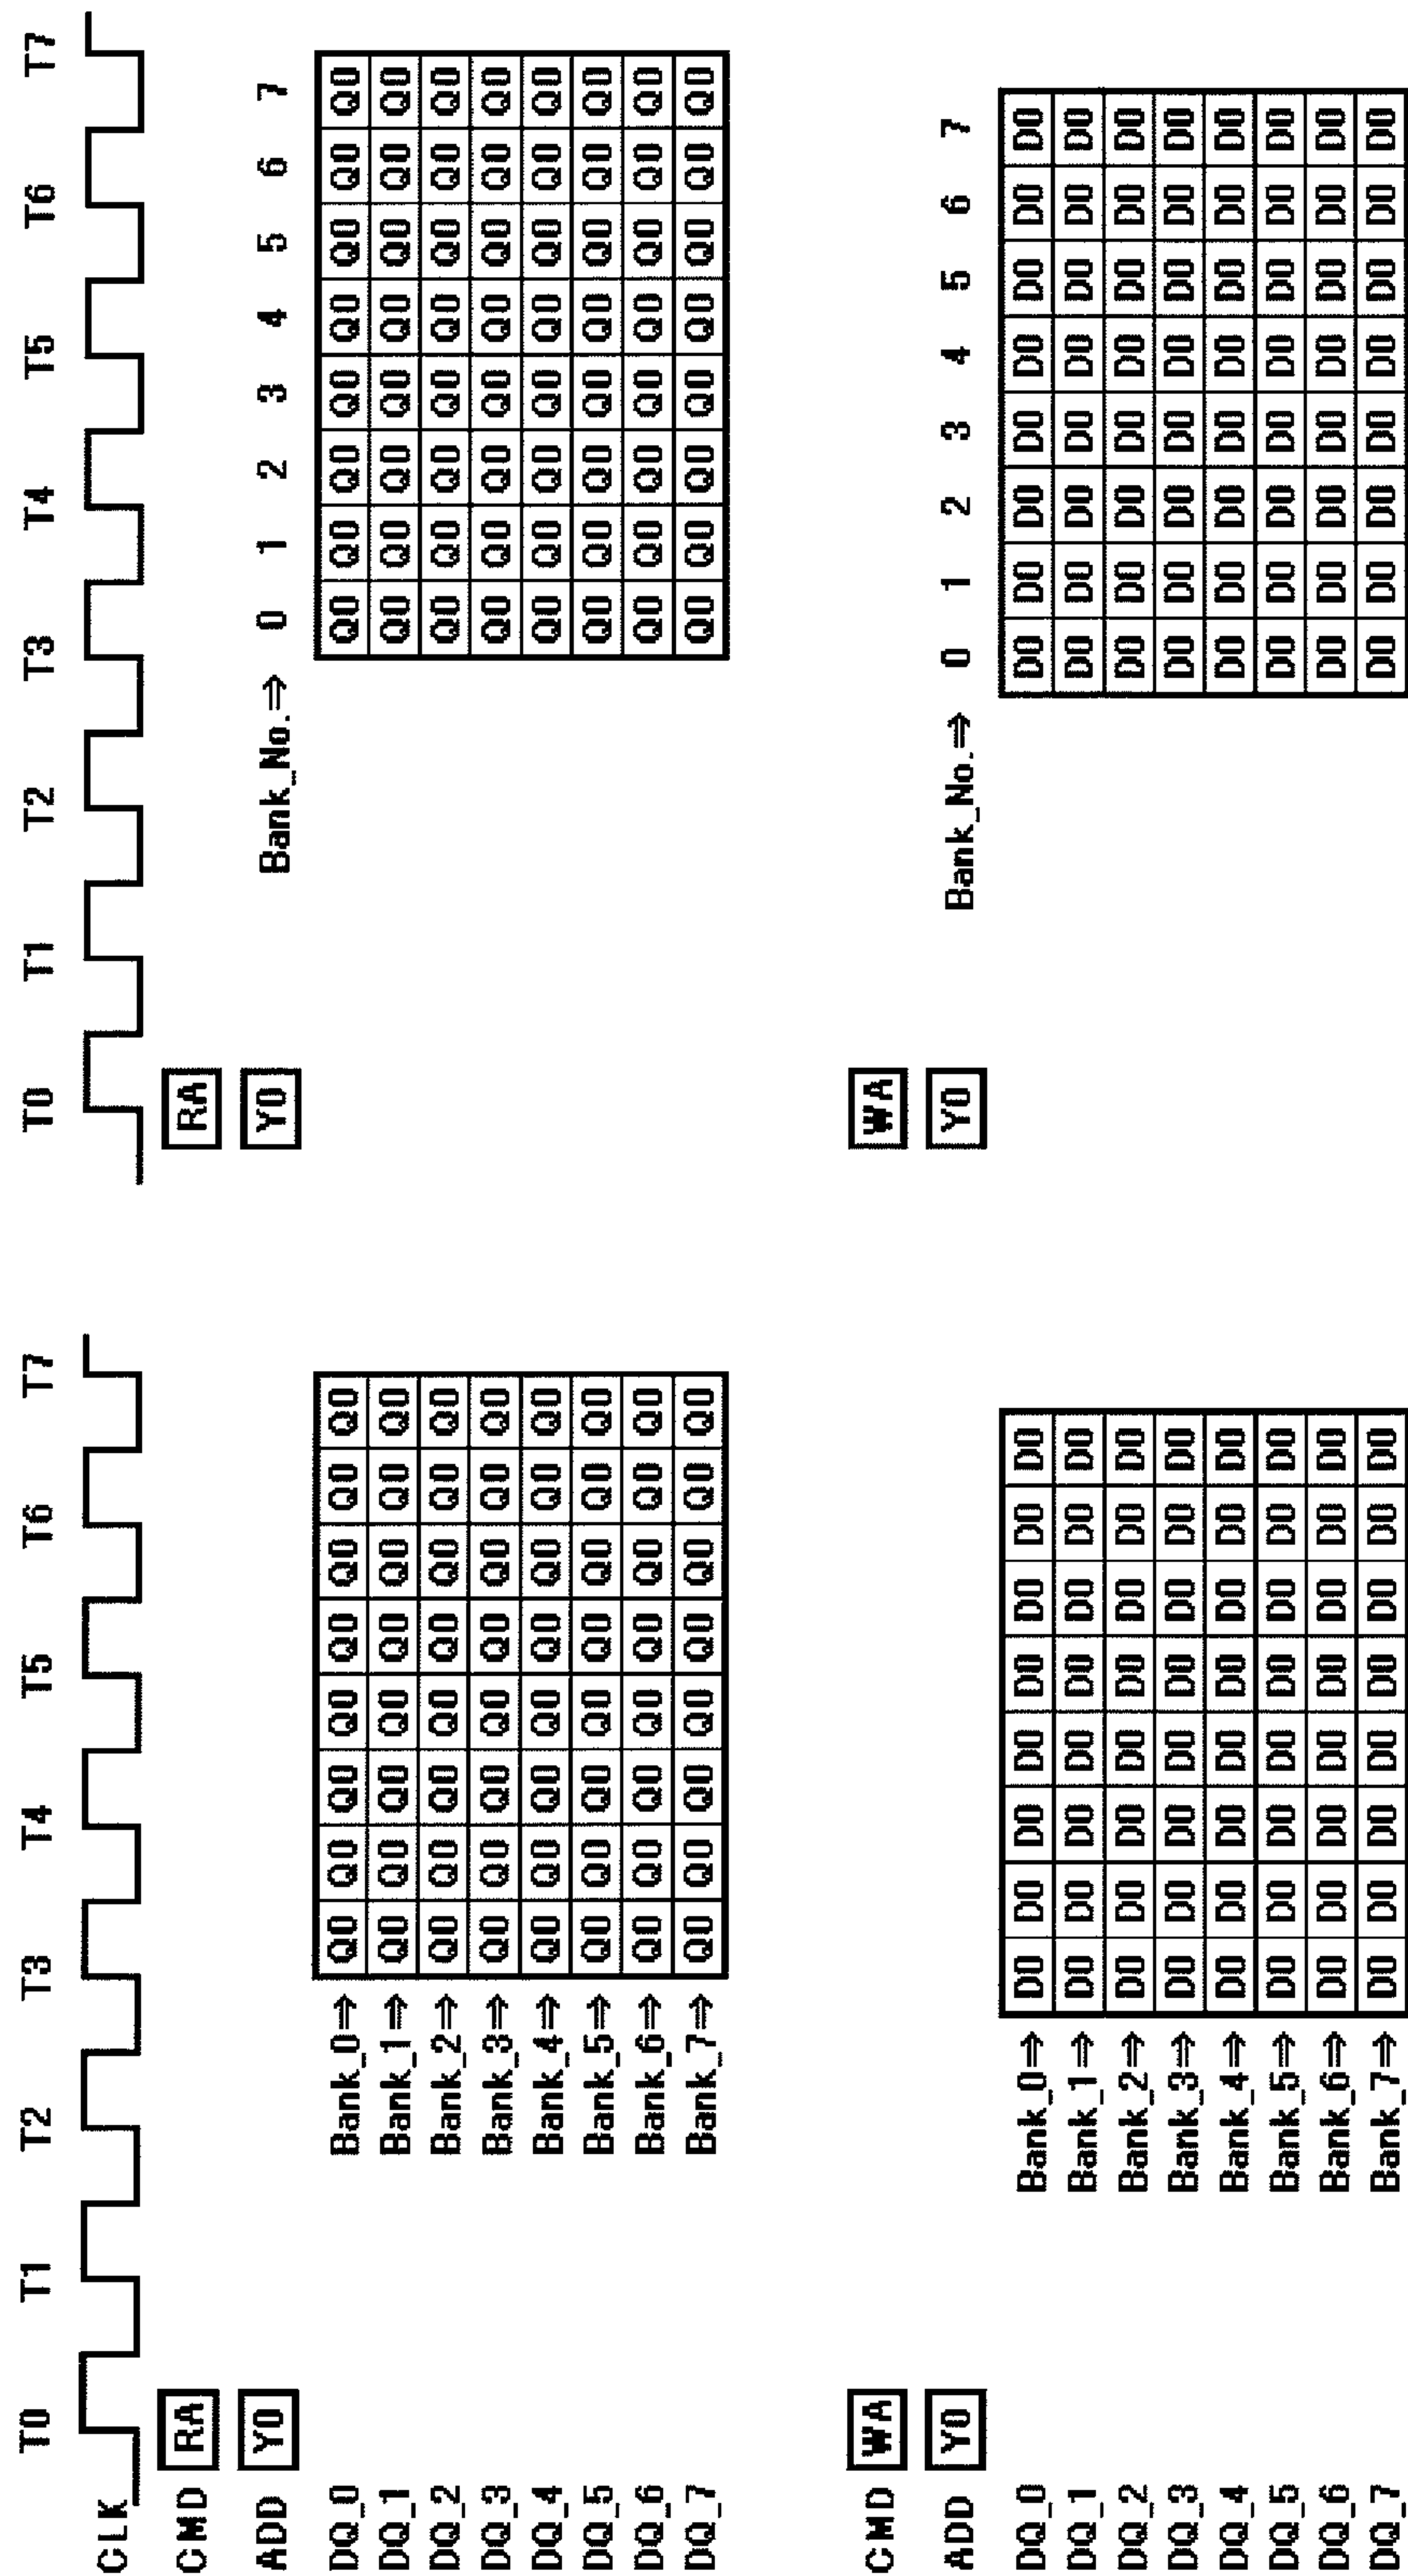 T0 T1 T2 T3 T4 T5 T6 T7
CLK
CMD RA
ADD Y0
DQ_0 Bank_0⇒ Q0 Q0 Q0 Q0 Q0 Q0 Q0 Q0
DQ_1 Bank_1⇒ Q0 Q0 Q0 Q0 Q0 Q0 Q0 Q0
DQ_2 Bank_2⇒ Q0 Q0 Q0 Q0 Q0 Q0 Q0 Q0
DQ_3 Bank_3⇒ Q0 Q0 Q0 Q0 Q0 Q0 Q0 Q0
DQ_4 Bank_4⇒ Q0 Q0 Q0 Q0 Q0 Q0 Q0 Q0
DQ_5 Bank_5⇒ Q0 Q0 Q0 Q0 Q0 Q0 Q0 Q0
DQ_6 Bank_6⇒ Q0 Q0 Q0 Q0 Q0 Q0 Q0 Q0
DQ_7 Bank_7⇒ Q0 Q0 Q0 Q0 Q0 Q0 Q0 Q0
CMD WA
ADD Y0
DQ_0 Bank_0⇒ D0 D0 D0 D0 D0 D0 D0 D0
DQ_1 Bank_1⇒ D0 D0 D0 D0 D0 D0 D0 D0
DQ_2 Bank_2⇒ D0 D0 D0 D0 D0 D0 D0 D0
DQ_3 Bank_3⇒ D0 D0 D0 D0 D0 D0 D0 D0
DQ_4 Bank_4⇒ D0 D0 D0 D0 D0 D0 D0 D0
DQ_5 Bank_5⇒ D0 D0 D0 D0 D0 D0 D0 D0
DQ_6 Bank_6⇒ D0 D0 D0 D0 D0 D0 D0 D0
DQ_7 Bank_7⇒ D0 D0 D0 D0 D0 D0 D0 D0
T0 T1 T2 T3 T4 T5 T6 T7
RA
Y0 Bank_No.⇒ 0 1 2 3 4 5 6 7
Q0 Q0 Q0 Q0 Q0 Q0 Q0 Q0
Q0 Q0 Q0 Q0 Q0 Q0 Q0 Q0
Q0 Q0 Q0 Q0 Q0 Q0 Q0 Q0
Q0 Q0 Q0 Q0 Q0 Q0 Q0 Q0
Q0 Q0 Q0 Q0 Q0 Q0 Q0 Q0
Q0 Q0 Q0 Q0 Q0 Q0 Q0 Q0
Q0 Q0 Q0 Q0 Q0 Q0 Q0 Q0
Q0 Q0 Q0 Q0 Q0 Q0 Q0 Q0
WA
Y0 Bank_No.⇒ 0 1 2 3 4 5 6 7
D0 D0 D0 D0 D0 D0 D0 D0
D0 D0 D0 D0 D0 D0 D0 D0
D0 D0 D0 D0 D0 D0 D0 D0
D0 D0 D0 D0 D0 D0 D0 D0
D0 D0 D0 D0 D0 D0 D0 D0
D0 D0 D0 D0 D0 D0 D0 D0
D0 D0 D0 D0 D0 D0 D0 D0
D0 D0 D0 D0 D0 D0 D0 D0